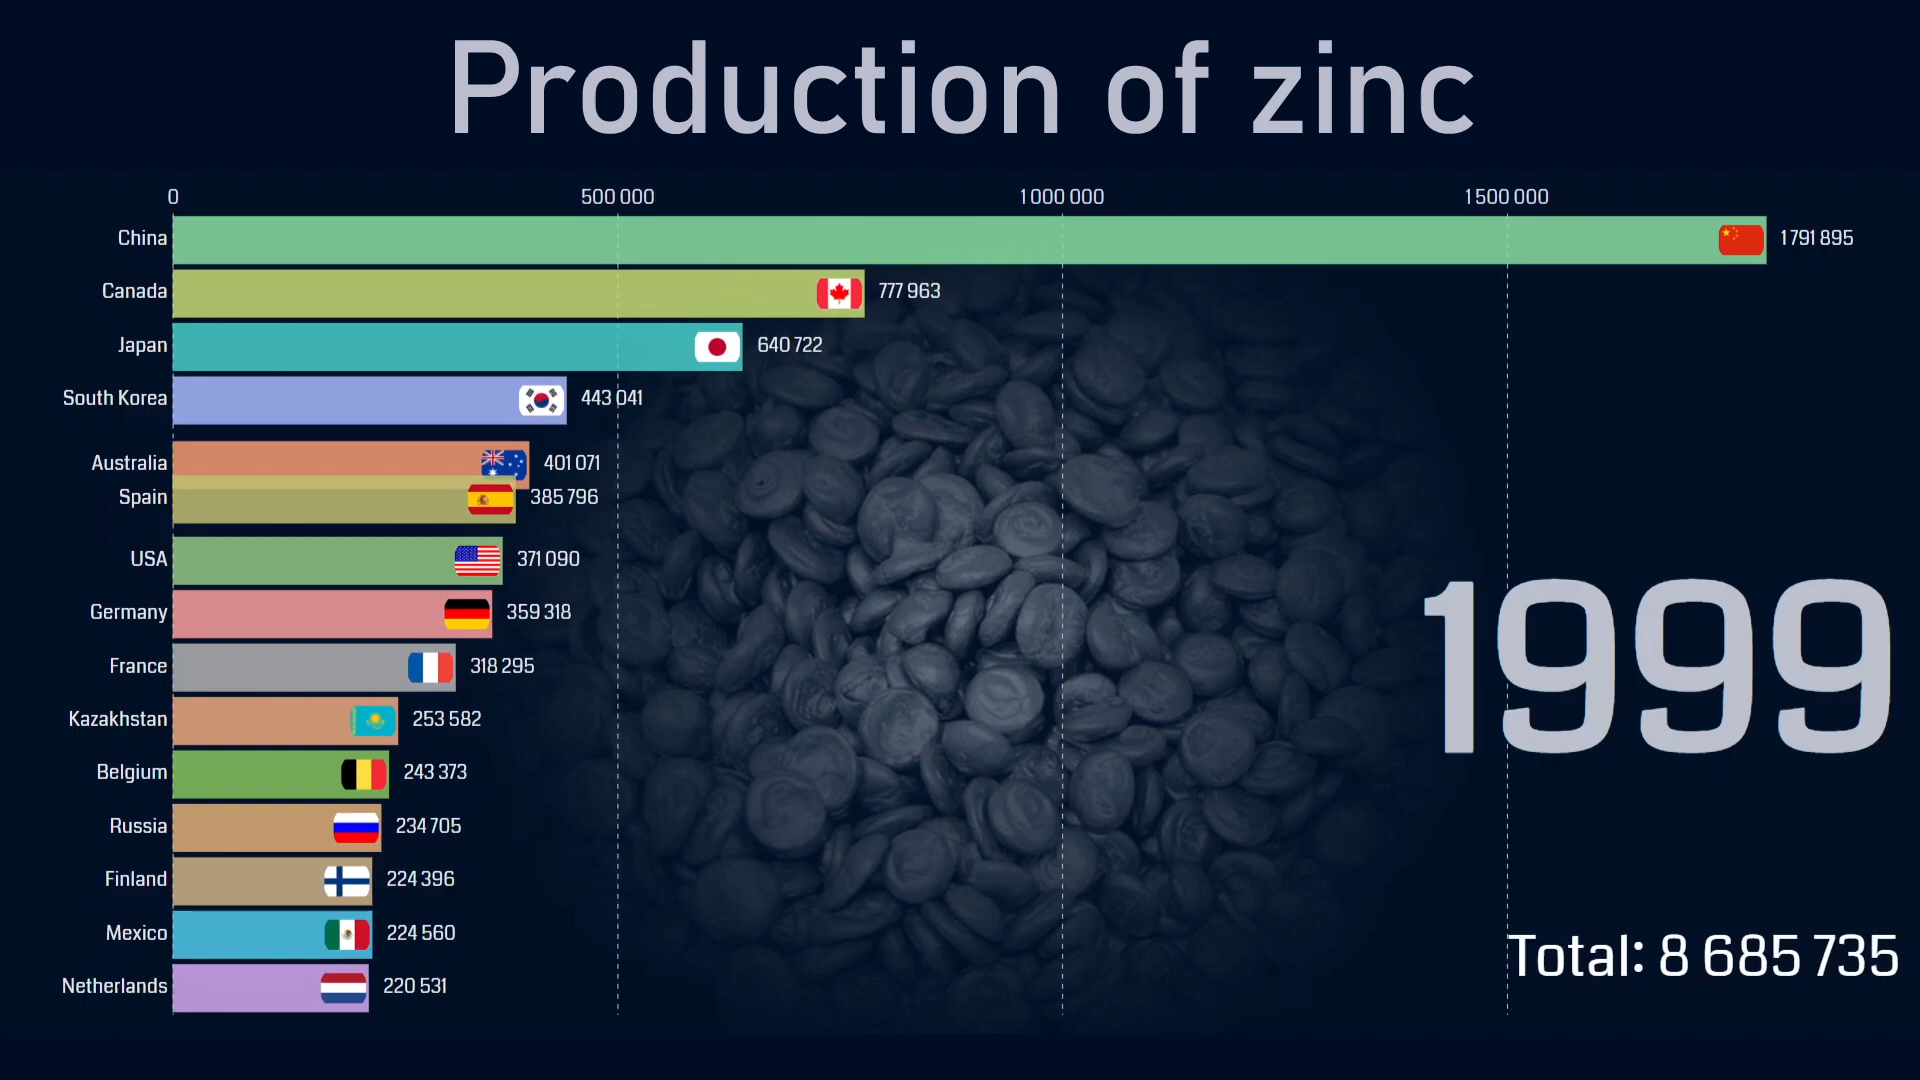 Production of zinc
0 500 000 1 000 000 1 500 000
China 1 791 895
Canada 777 963
Japan 640 722
South Korea 443 041
Australia 401 071
Spain 385 796
USA 371 090
Germany 359 318
France 318 295
Kazakhstan 253 582
Belgium 243 373
Russia 234 705
Finland 224 396
Mexico 224 560
Netherlands 220 531
1999
Total: 8 685 735